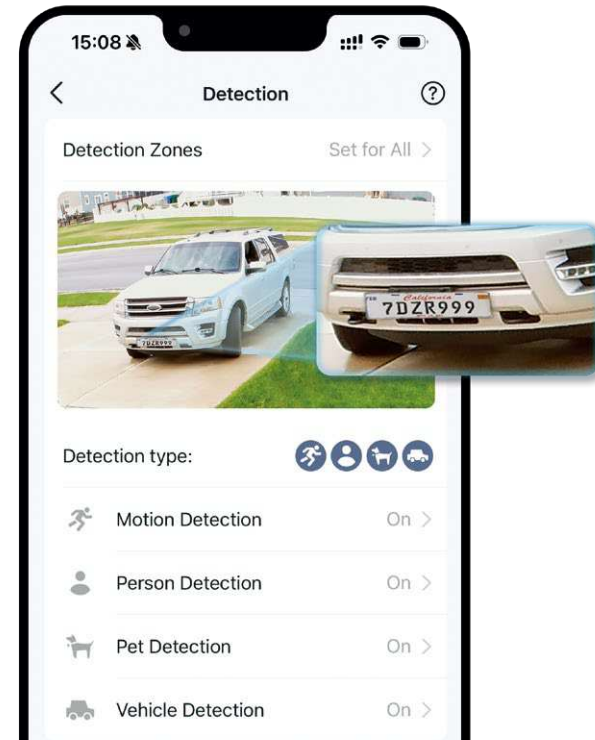 15:08
Detection
?
Detection Zones
Set for All >
California
7DZR999
7DZR999
Detection type:
Motion Detection
On >
Person Detection
On >
Pet Detection
On >
Vehicle Detection
On >